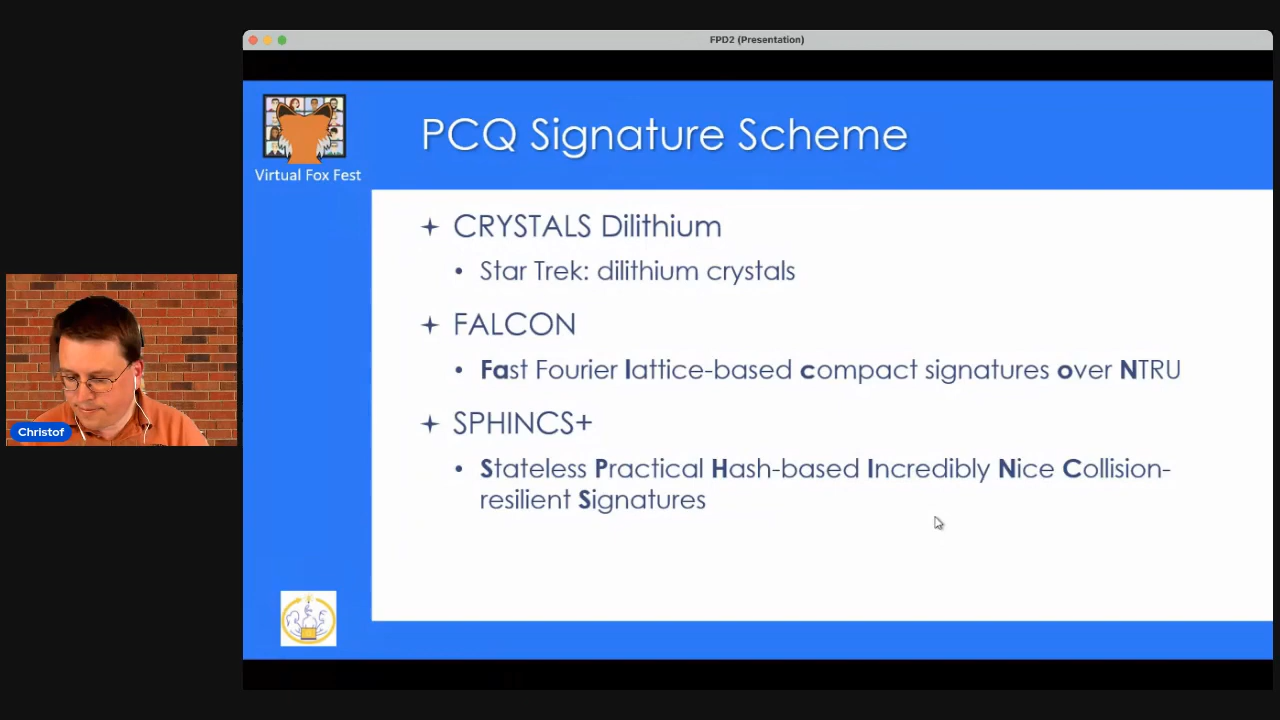 FPD2 (Presentation)
Virtual Fox Fest
PCQ Signature Scheme
CRYSTALS Dilithium
Star Trek: dilithium crystals
FALCON
Fast Fourier lattice-based compact signatures over NTRU
SPHINCS+
Stateless Practical Hash-based Incredibly Nice Collision-
resilient Signatures
Christof